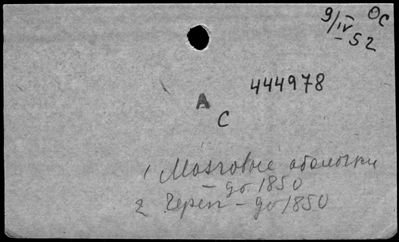 9/IV-52 ОС
444978
А
С
1 Мозговые оболочки
– до 1850
2 Череп – до 1850